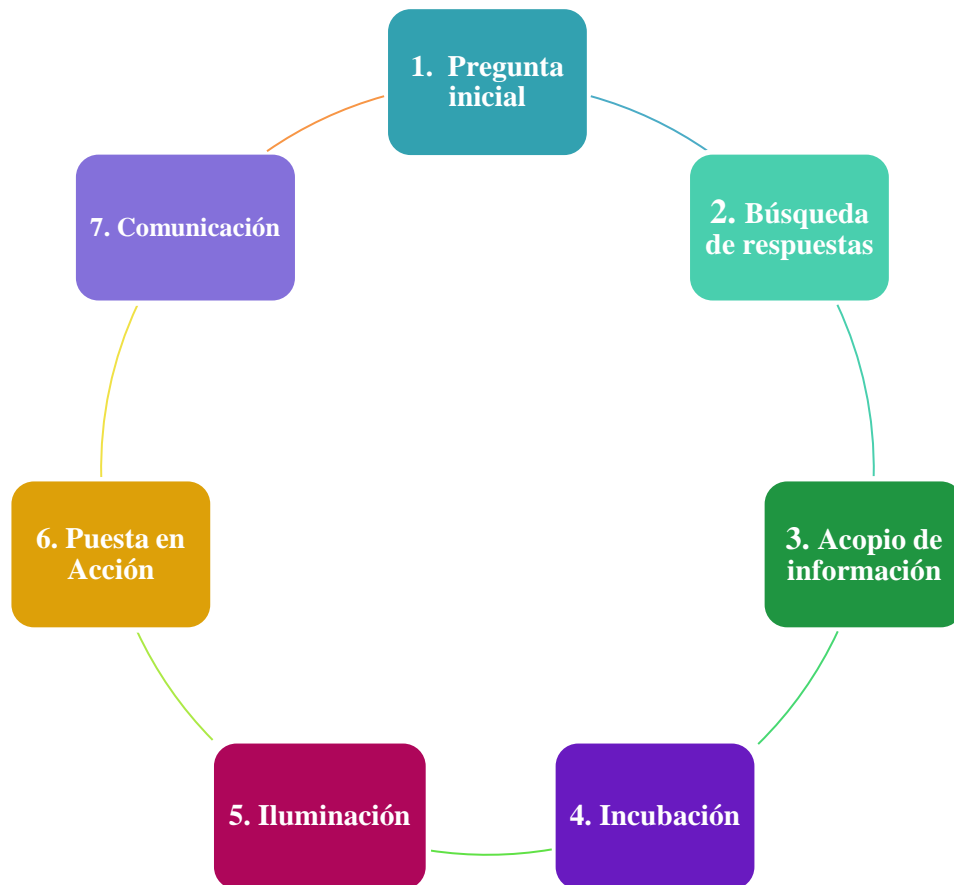 1. Pregunta
inicial
2. Búsqueda
de respuestas
3. Acopio de
información
4. Incubación
5. Iluminación
6. Puesta en
Acción
7. Comunicación